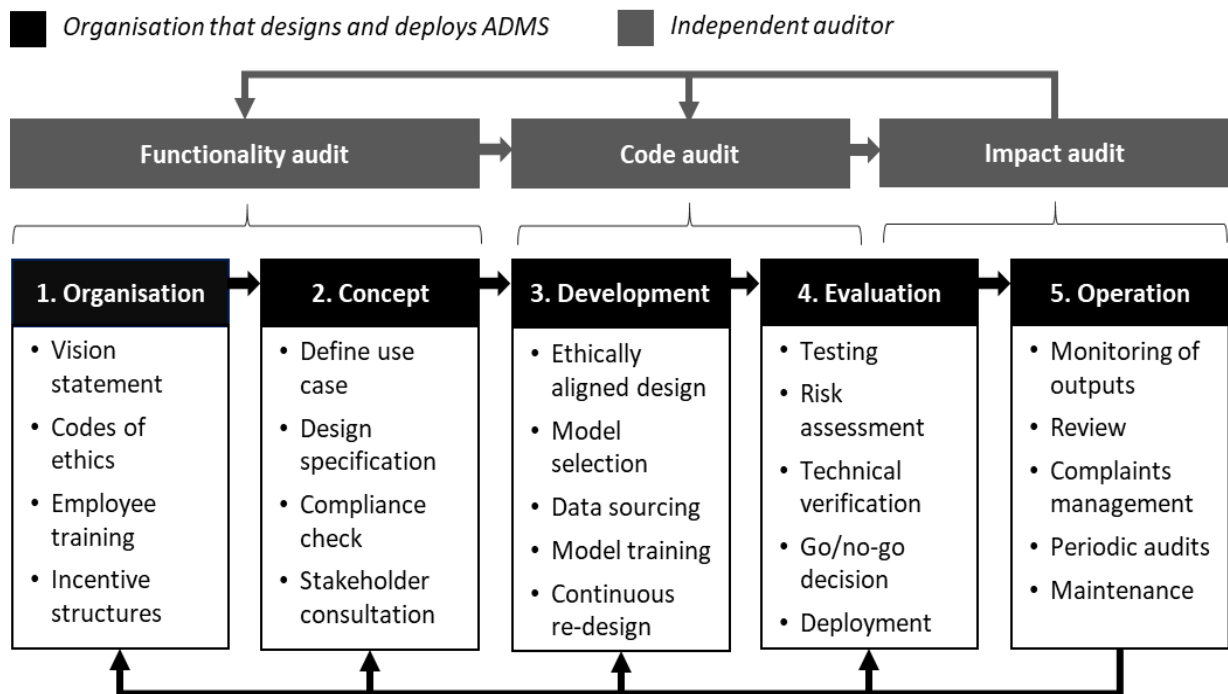 Organisation that designs and deploys ADMS
Independent auditor
Functionality audit
Code audit
Impact audit
1. Organisation
• Vision
statement
• Codes of
ethics
• Employee
training
• Incentive
structures
2. Concept
• Define use
case
• Design
specification
• Compliance
check
• Stakeholder
consultation
3. Development
• Ethically
aligned design
• Model
selection
• Data sourcing
• Model training
• Continuous
re-design
4. Evaluation
• Testing
• Risk
assessment
• Technical
verification
• Go/no-go
decision
• Deployment
5. Operation
• Monitoring of
outputs
• Review
• Complaints
management
• Periodic audits
• Maintenance